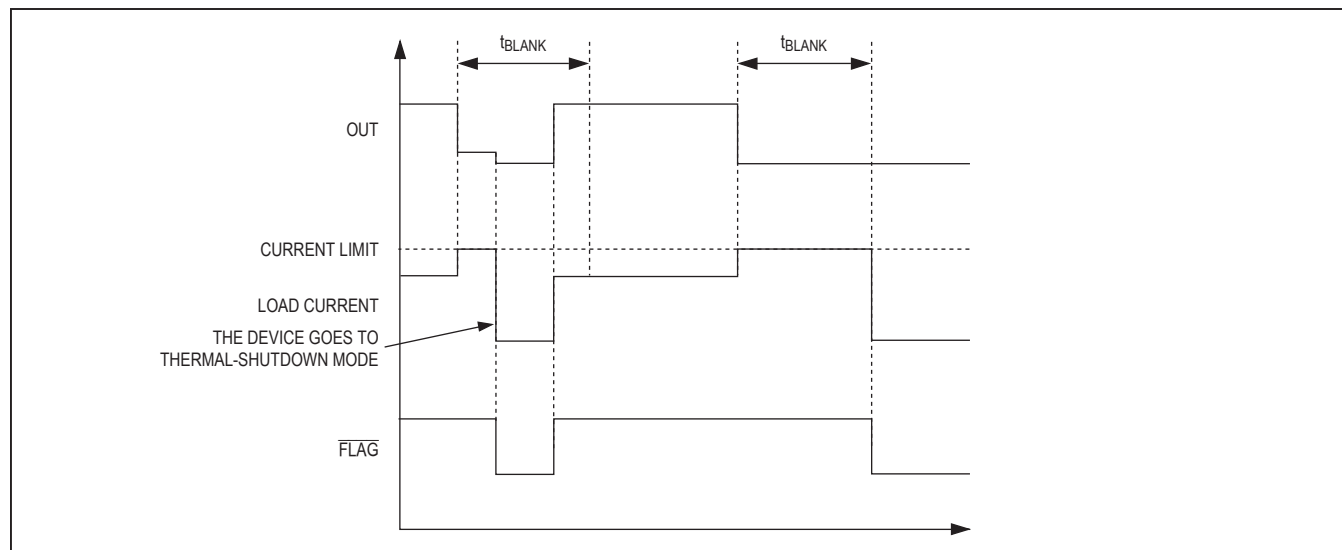 tBLANK
tBLANK
OUT
CURRENT LIMIT
LOAD CURRENT
THE DEVICE GOES TO
THERMAL-SHUTDOWN MODE
FLAG